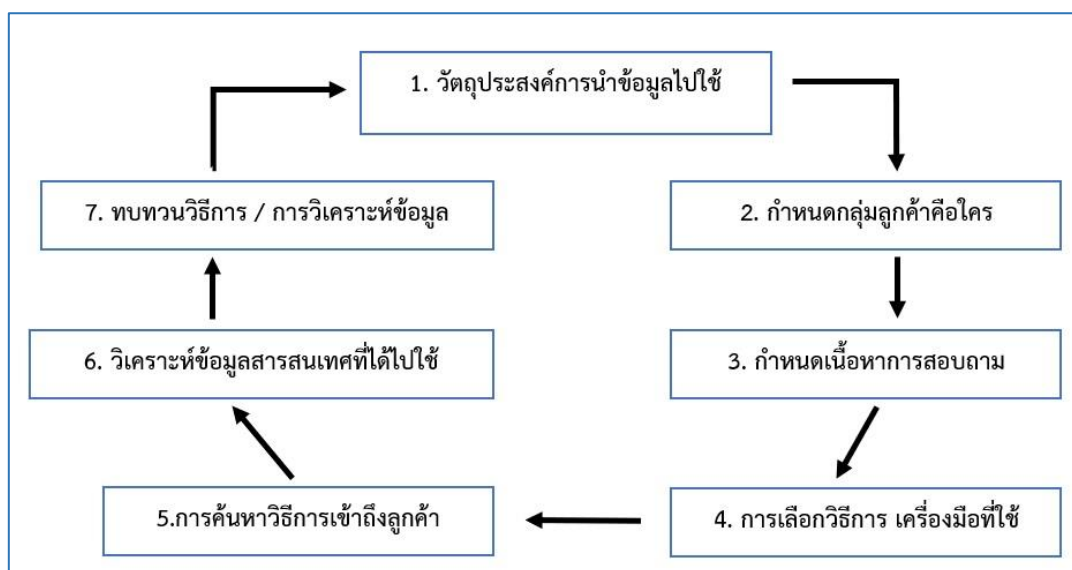 1. วัตถุประสงค์การนำข้อมูลไปใช้
2. กำหนดกลุ่มลูกค้าคือใคร
3. กำหนดเนื้อหาการสอบถาม
4. การเลือกวิธีการ เครื่องมือที่ใช้
5.การค้นหาวิธีการเข้าถึงลูกค้า
6. วิเคราะห์ข้อมูลสารสนเทศที่ได้ไปใช้
7. ทบทวนวิธีการ / การวิเคราะห์ข้อมูล